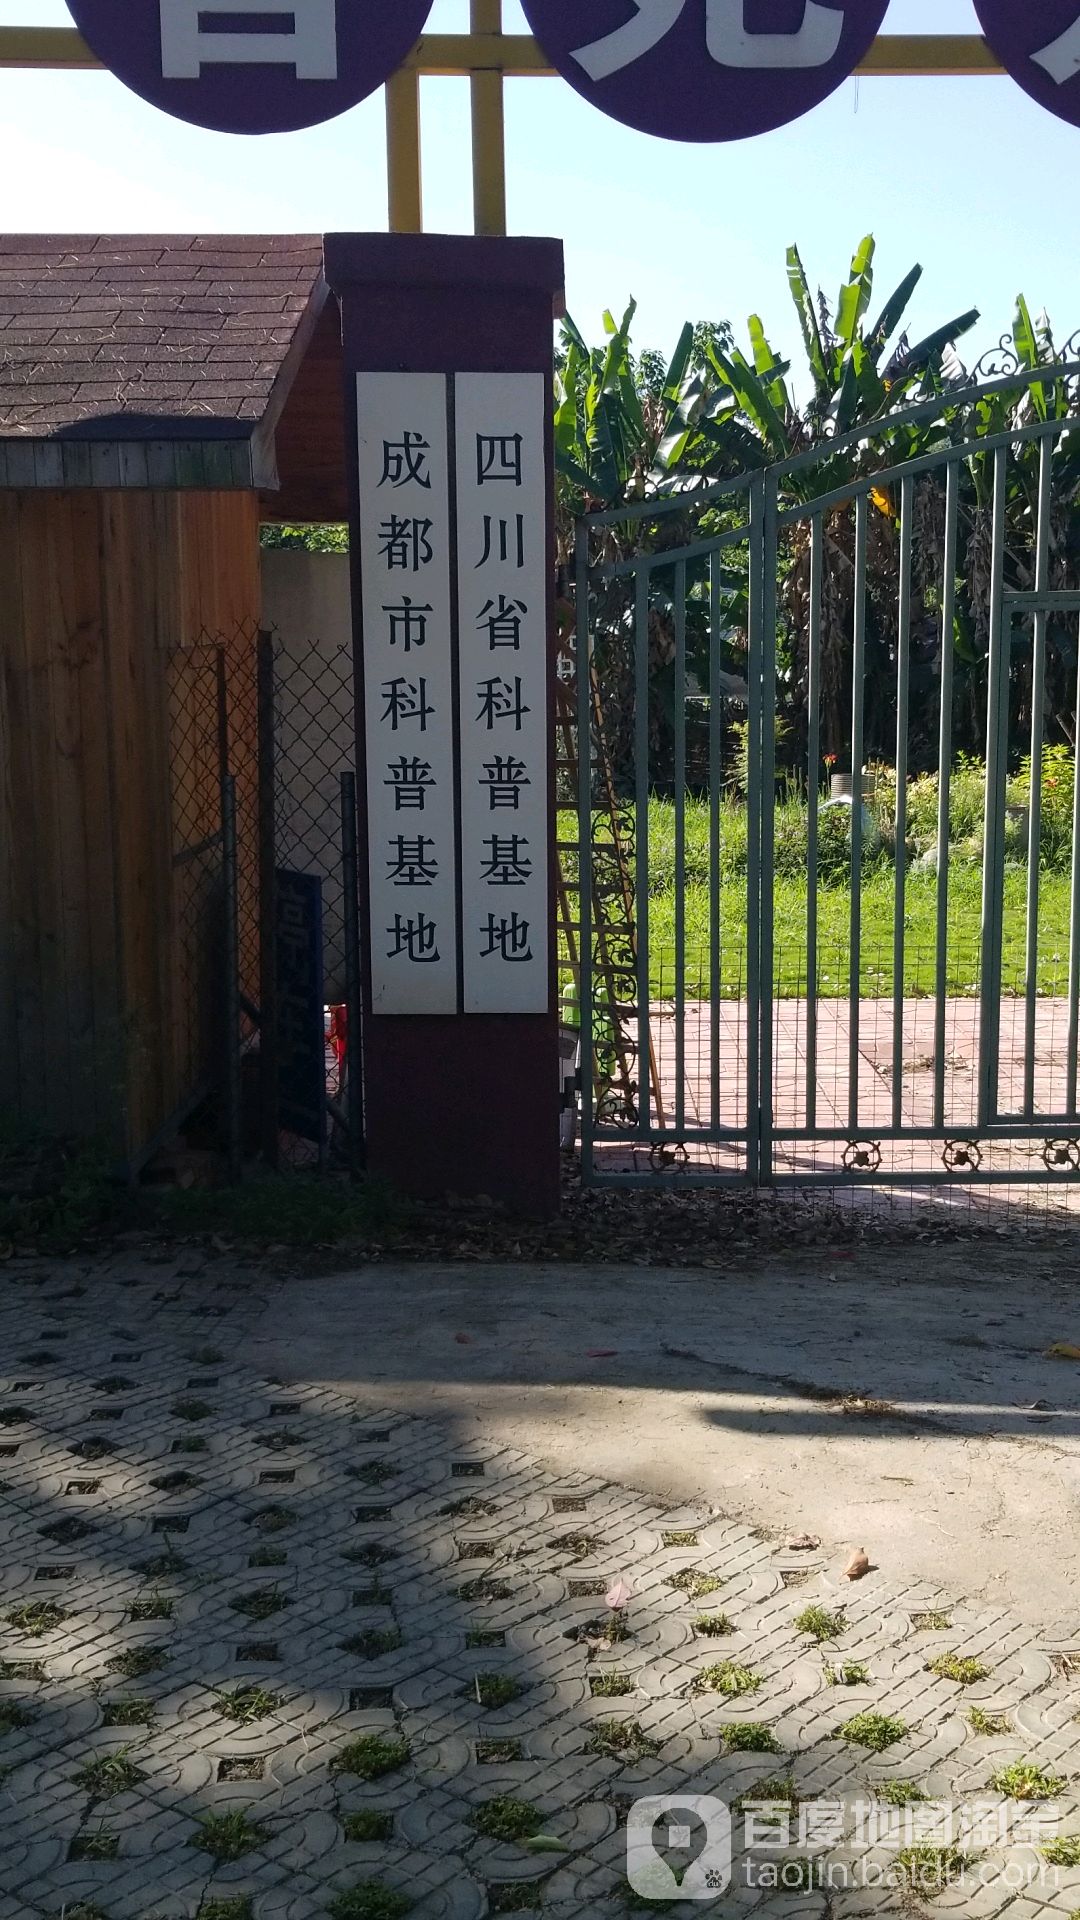 四川省科普基地
成都市科普基地
百度地图淘金
taojin.baidu.com